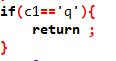 if(c1=='q'){
return ;
}